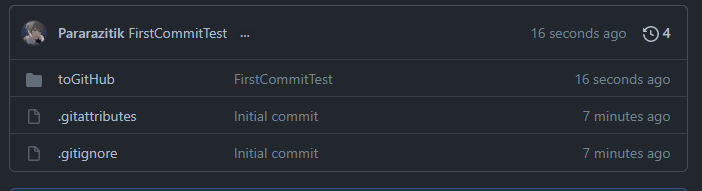 Pararazitik FirstCommitTest ... 16 seconds ago 4
toGitHub FirstCommitTest 16 seconds ago
.gitattributes Initial commit 7 minutes ago
.gitignore Initial commit 7 minutes ago